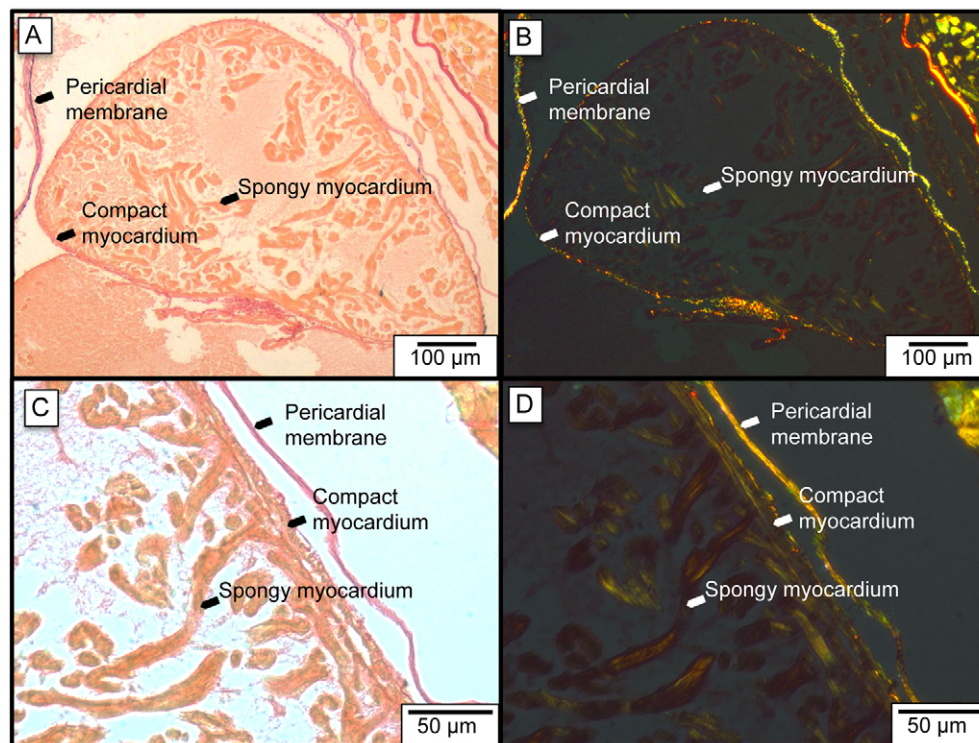 A
Pericardial
membrane
Spongy myocardium
Compact
myocardium
100 µm
B
Pericardial
membrane
Spongy myocardium
Compact
myocardium
100 µm
C
Pericardial
membrane
Compact
myocardium
Spongy myocardium
50 µm
D
Pericardial
membrane
Compact
myocardium
Spongy myocardium
50 µm